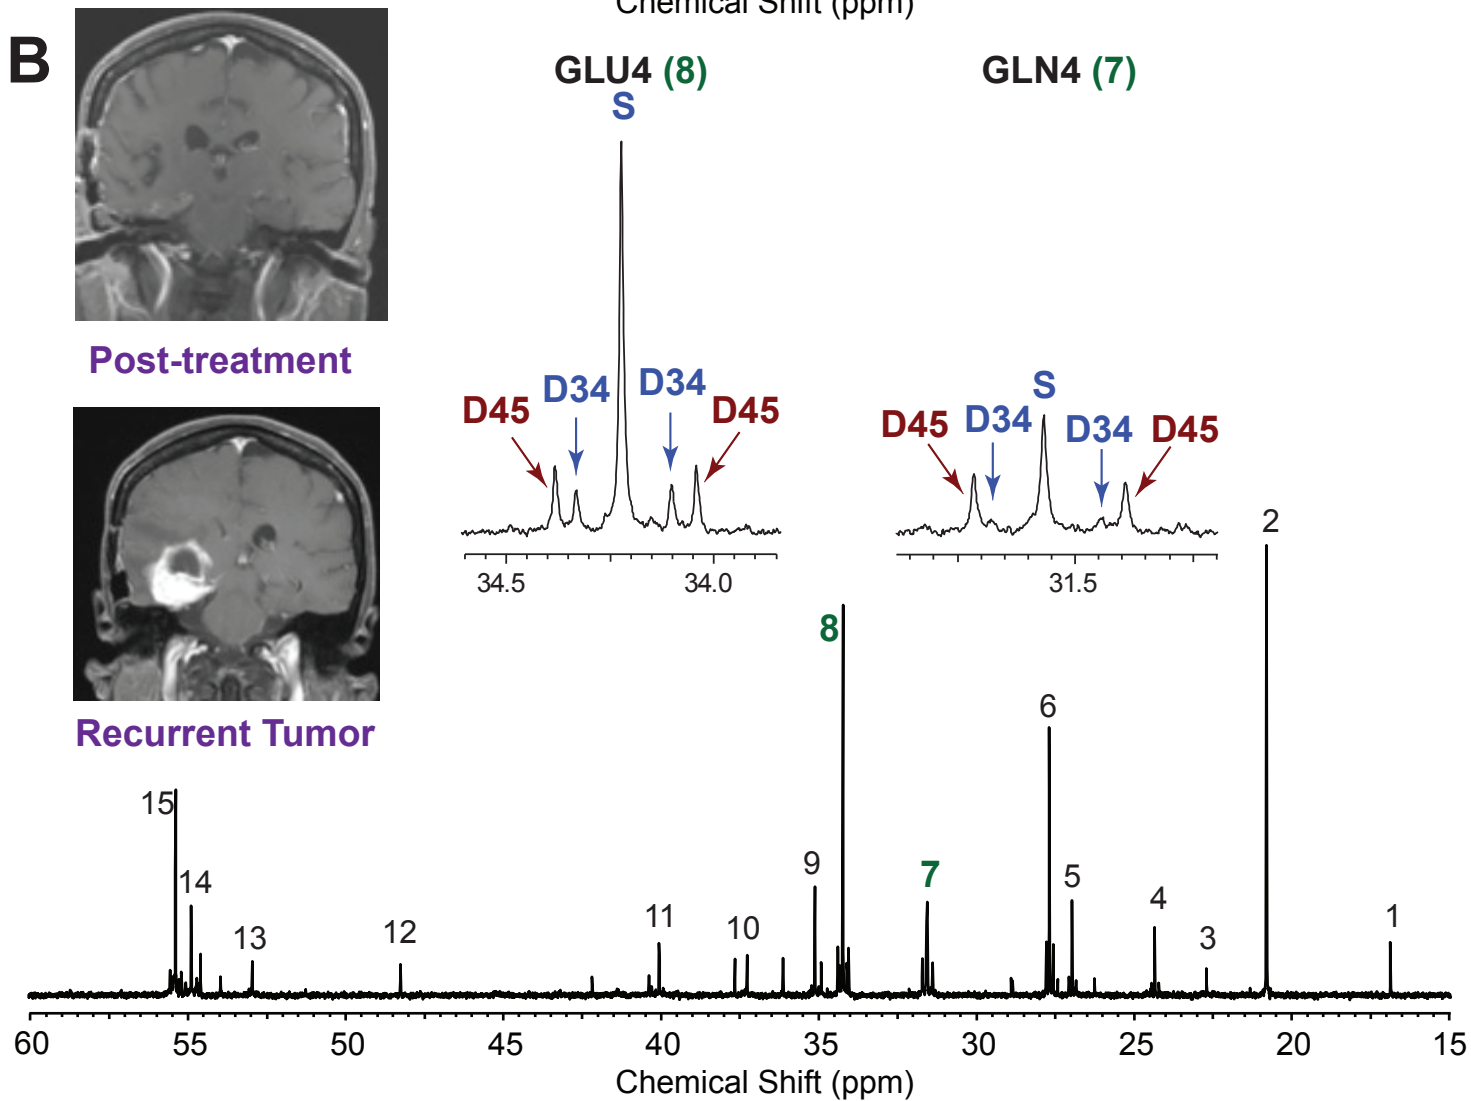 Chemical Shift (ppm)
B
GLU4 (8)
GLN4 (7)
S
D45
D34
D34
D45
S
D45
D34
D34
D45
34.5
34.0
31.5
Post-treatment
Recurrent Tumor
15
14
13
12
11
10
9
8
7
6
5
4
3
2
1
60
55
50
45
40
35
30
25
20
15
Chemical Shift (ppm)